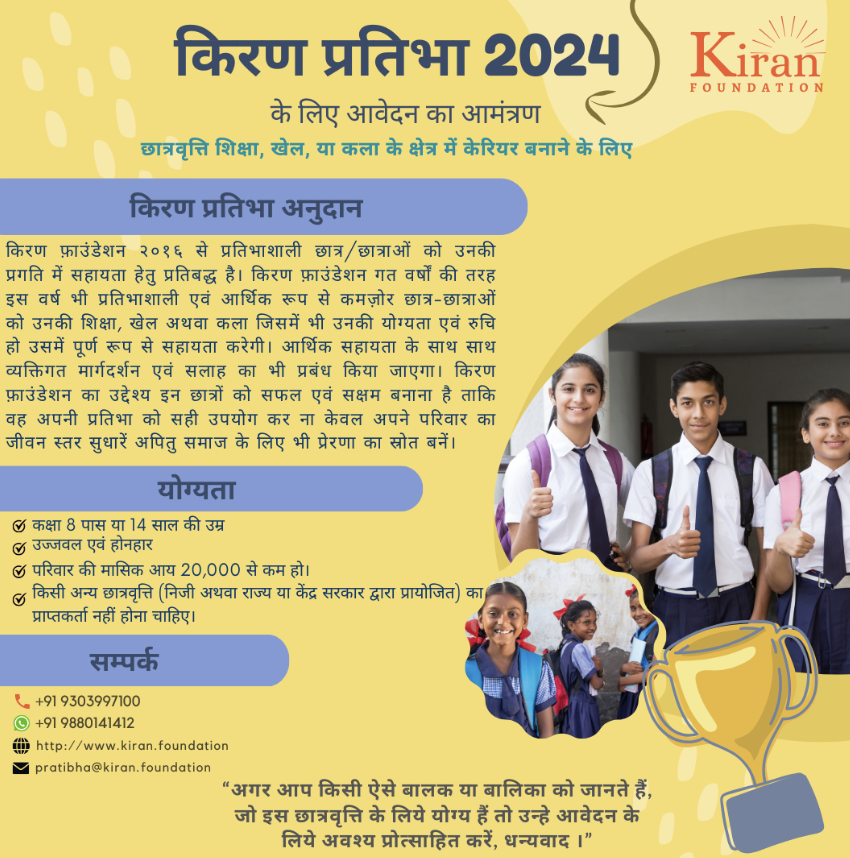 किरण प्रतिभा 2024
Kiran
FOUNDATION
के लिए आवेदन का आमंत्रण
छात्रवृत्ति शिक्षा, खेल, या कला के क्षेत्र में केरियर बनाने के लिए
किरण प्रतिभा अनुदान
किरण फ़ाउंडेशन २०१६ से प्रतिभाशाली छात्र/छात्राओं को उनकी
प्रगति में सहायता हेतु प्रतिबद्ध है। किरण फ़ाउंडेशन गत वर्षों की तरह
इस वर्ष भी प्रतिभाशाली एवं आर्थिक रूप से कमज़ोर छात्र-छात्राओं
को उनकी शिक्षा, खेल अथवा कला जिसमें भी उनकी योग्यता एवं रुचि
हो उसमें पूर्ण रूप से सहायता करेगी। आर्थिक सहायता के साथ साथ
व्यक्तिगत मार्गदर्शन एवं सलाह का भी प्रबंध किया जाएगा। किरण
फ़ाउंडेशन का उद्देश्य इन छात्रों को सफल एवं सक्षम बनाना है ताकि
वह अपनी प्रतिभा को सही उपयोग कर ना केवल अपने परिवार का
जीवन स्तर सुधारें अपितु समाज के लिए भी प्रेरणा का स्रोत बनें।
योग्यता
कक्षा 8 पास या 14 साल की उम्र
उज्जवल एवं होनहार
परिवार की मासिक आय 20,000 से कम हो।
किसी अन्य छात्रवृत्ति (निजी अथवा राज्य या केंद्र सरकार द्वारा प्रायोजित) का
प्राप्तकर्ता नहीं होना चाहिए।
सम्पर्क
+91 9303997100
+91 9880141412
http://www.kiran.foundation
pratibha@kiran.foundation
“अगर आप किसी ऐसे बालक या बालिका को जानते हैं,
जो इस छात्रवृत्ति के लिये योग्य हैं तो उन्हे आवेदन के
लिये अवश्य प्रोत्साहित करें, धन्यवाद ।”